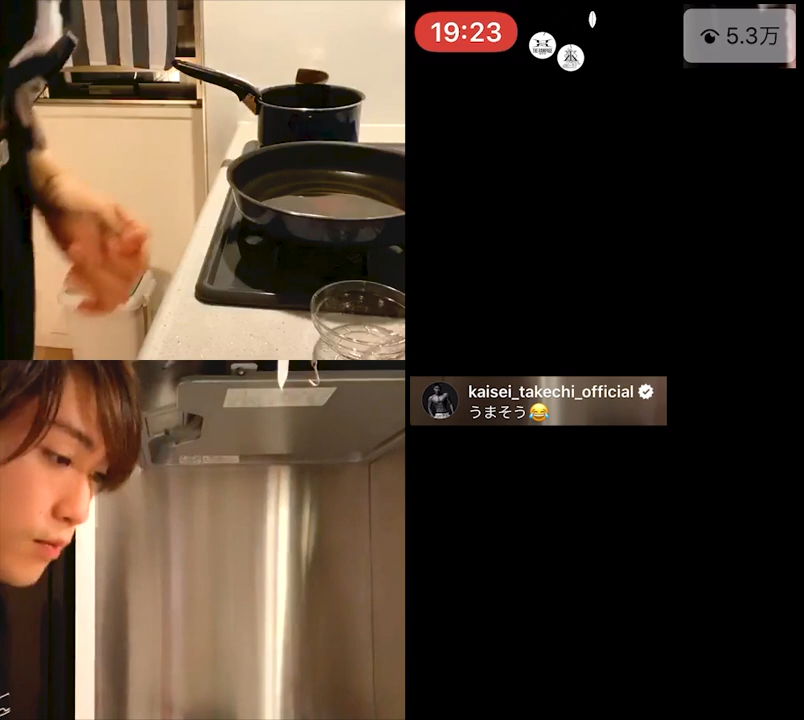 19:23
5.3万
kaisei_takechi_official
うまそう😂